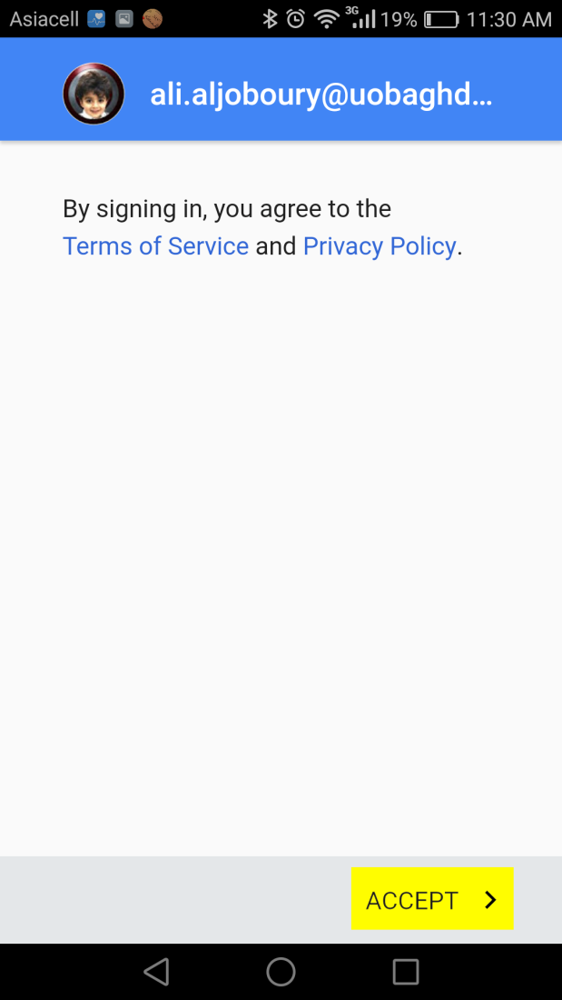 Asiacell 3G 19% 11:30 AM
ali.aljoboury@uobaghd...
By signing in, you agree to the
Terms of Service and Privacy Policy.
ACCEPT